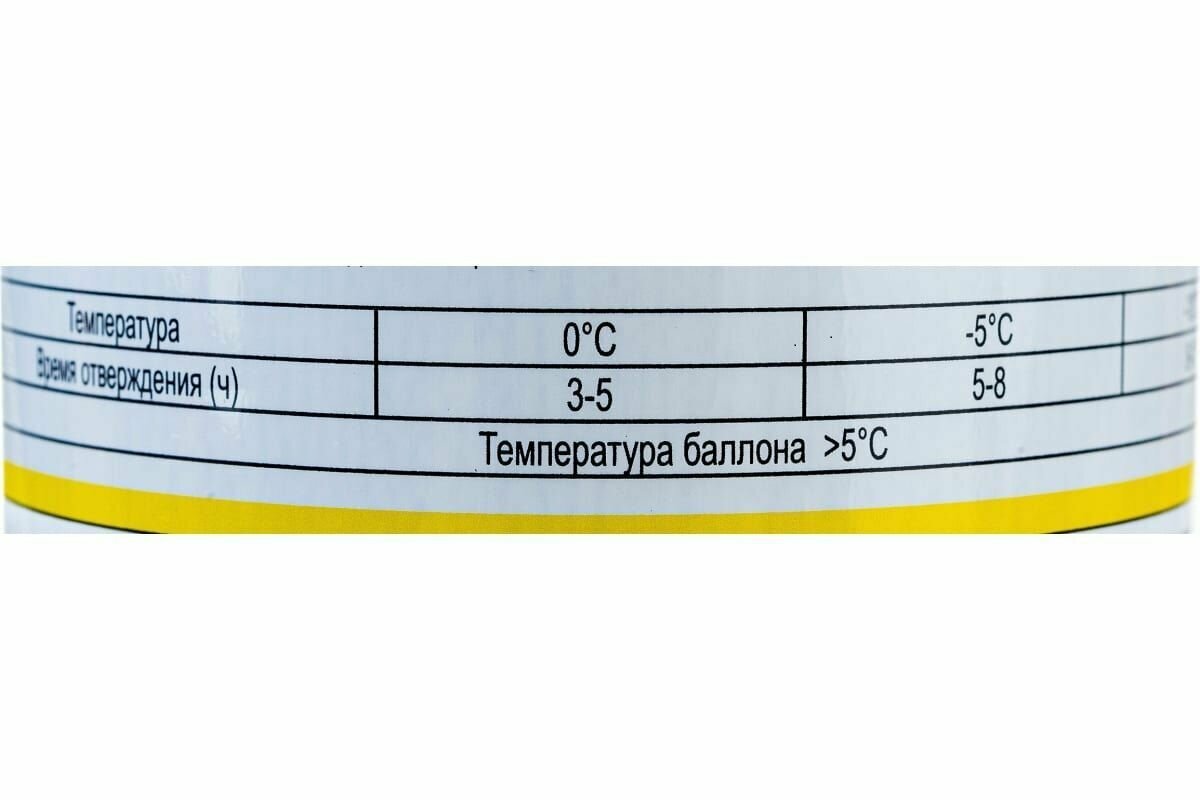 Температура 0°C -5°C
Время отверждения (ч) 3-5 5-8
Температура баллона >5°C